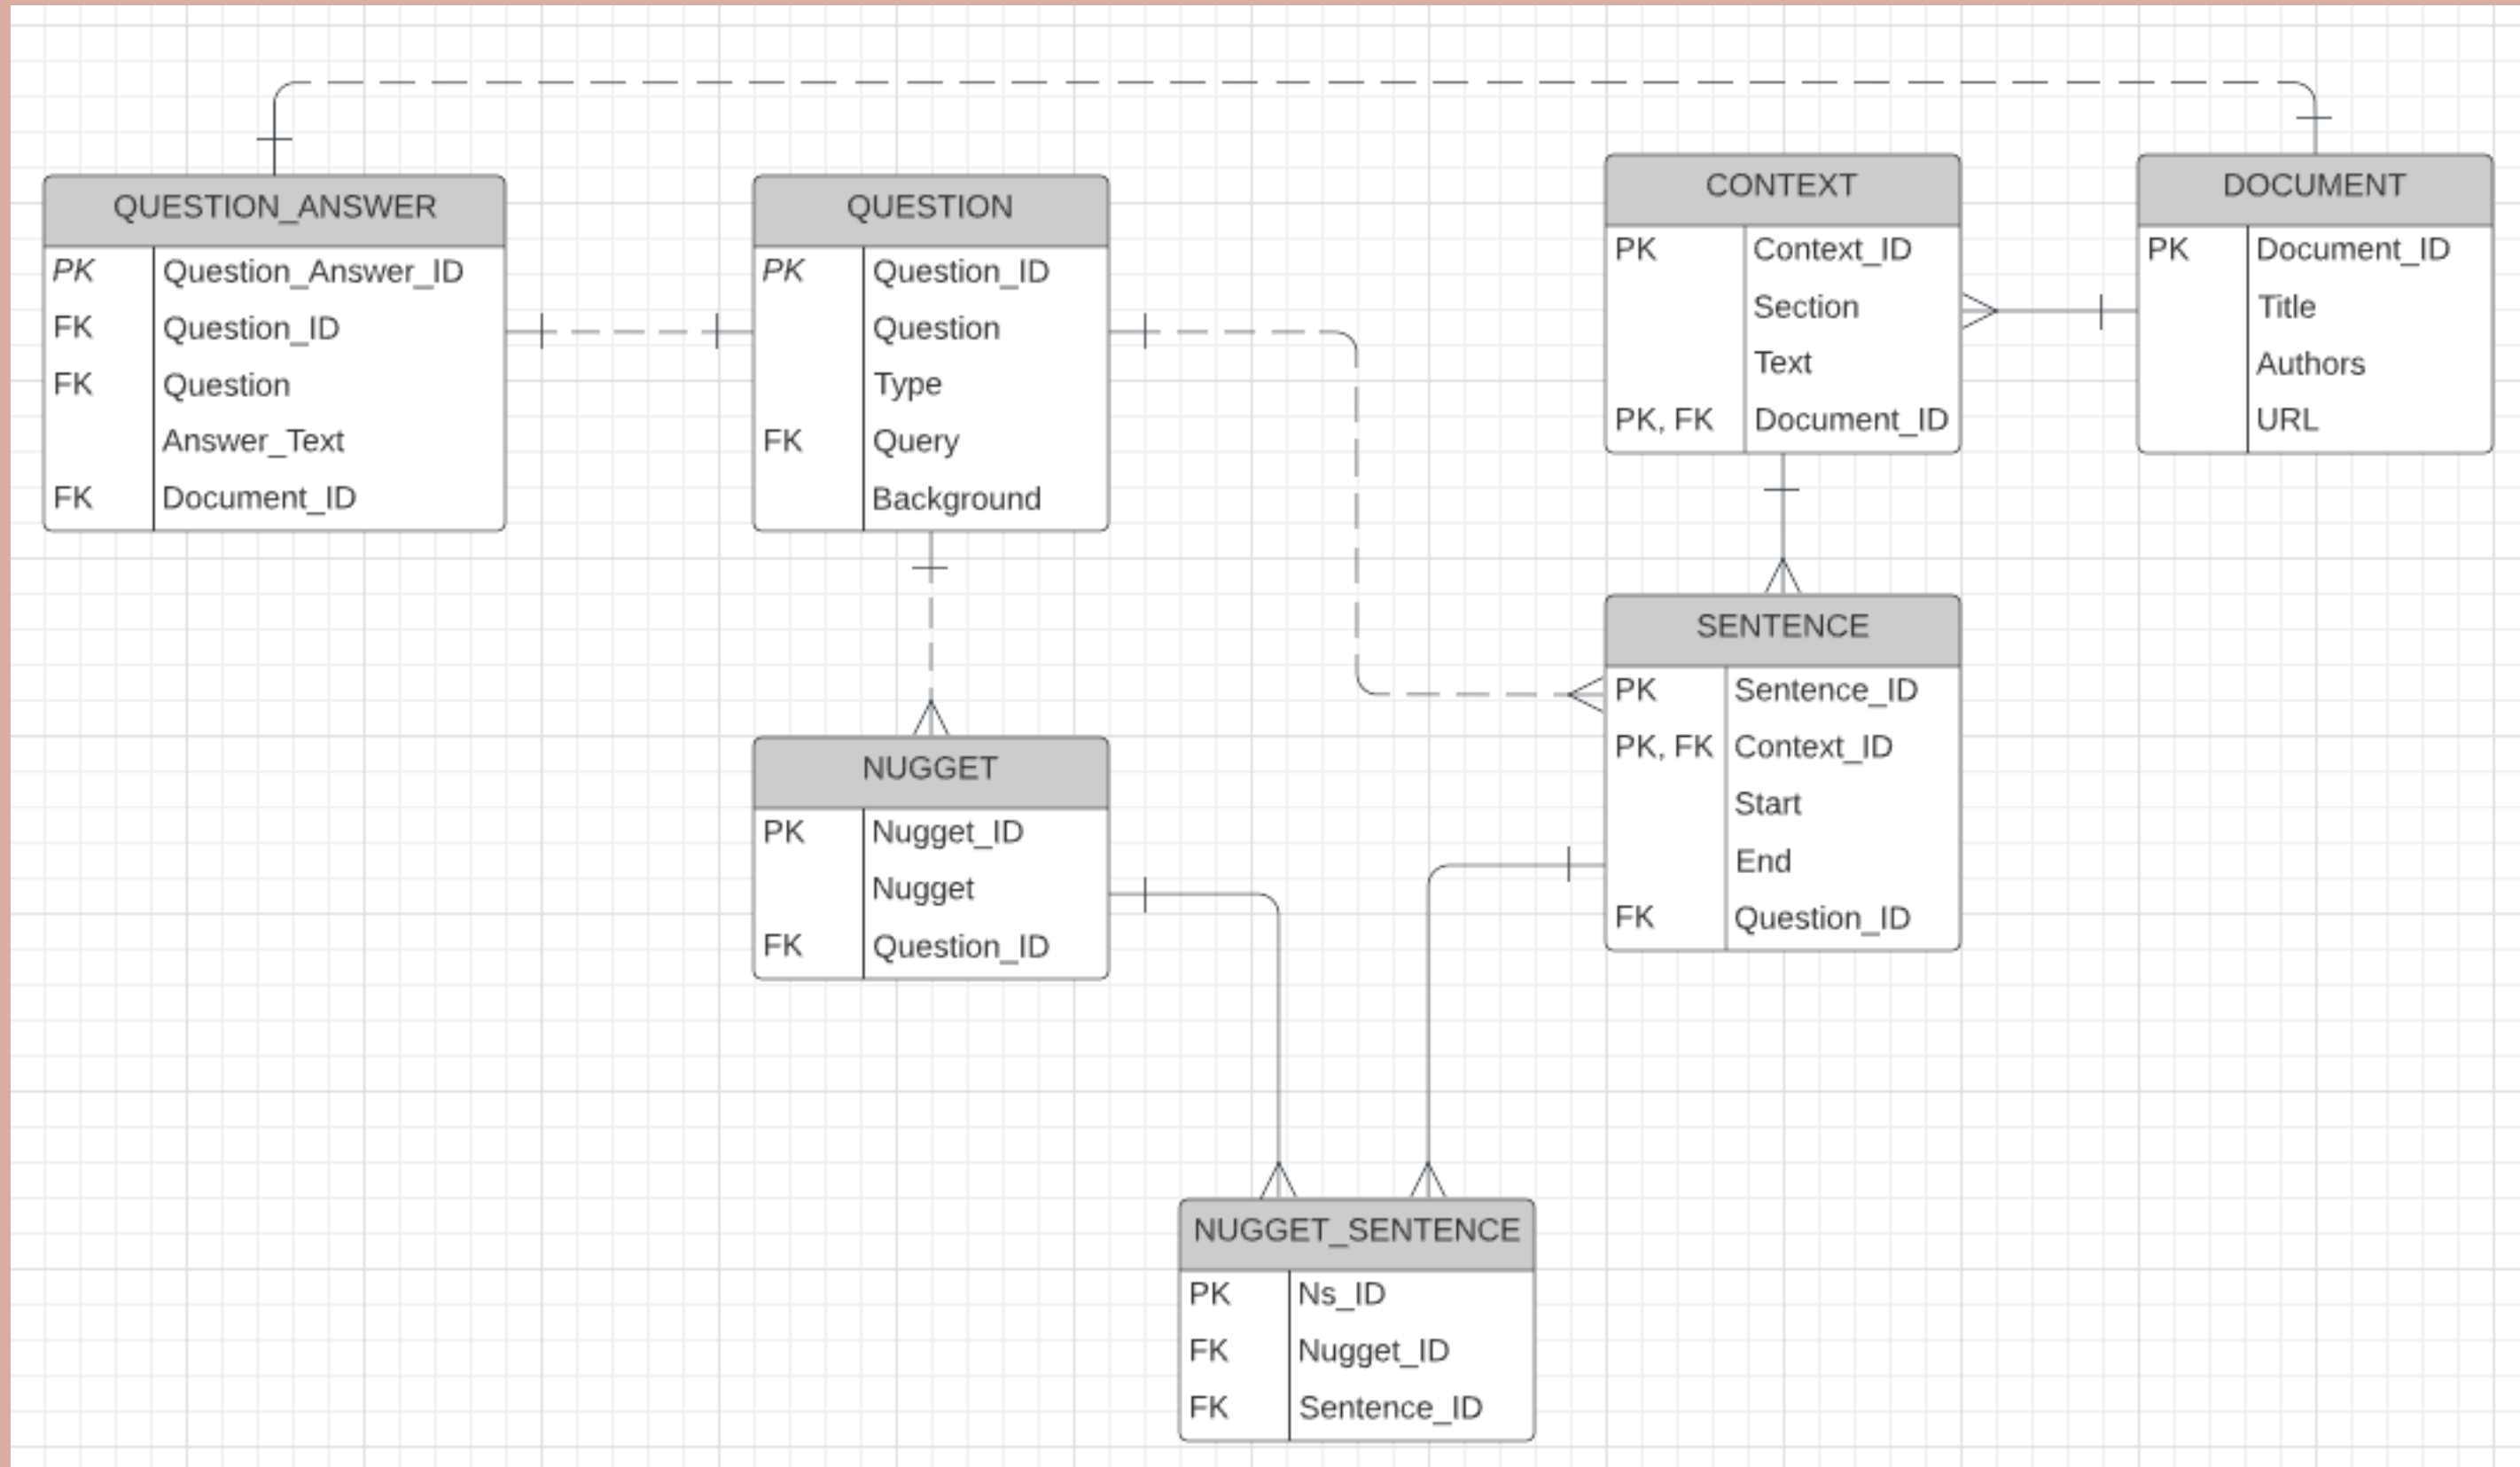 QUESTION_ANSWER
PK Question_Answer_ID
FK Question_ID
FK Question
Answer_Text
FK Document_ID
QUESTION
PK Question_ID
Question
Type
FK Query
Background
CONTEXT
PK Context_ID
Section
Text
PK, FK Document_ID
DOCUMENT
PK Document_ID
Title
Authors
URL
NUGGET
PK Nugget_ID
Nugget
FK Question_ID
SENTENCE
PK Sentence_ID
PK, FK Context_ID
Start
End
FK Question_ID
NUGGET_SENTENCE
PK Ns_ID
FK Nugget_ID
FK Sentence_ID